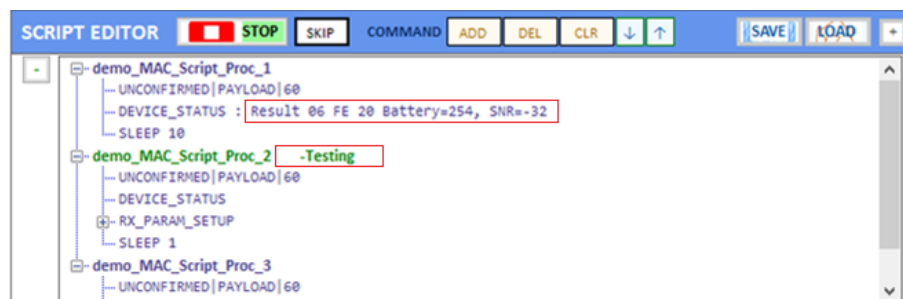 SCRIPT EDITOR STOP SKIP COMMAND ADD DEL CLR ↓ ↑ SAVE LOAD +
- demo_MAC_Script_Proc_1
UNCONFIRMED|PAYLOAD|60
DEVICE_STATUS : Result 06 FE 20 Battery=254, SNR=-32
SLEEP 10
demo_MAC_Script_Proc_2 -Testing
UNCONFIRMED|PAYLOAD|60
DEVICE_STATUS
RX_PARAM_SETUP
SLEEP 1
demo_MAC_Script_Proc_3
UNCONFIRMED|PAYLOAD|60